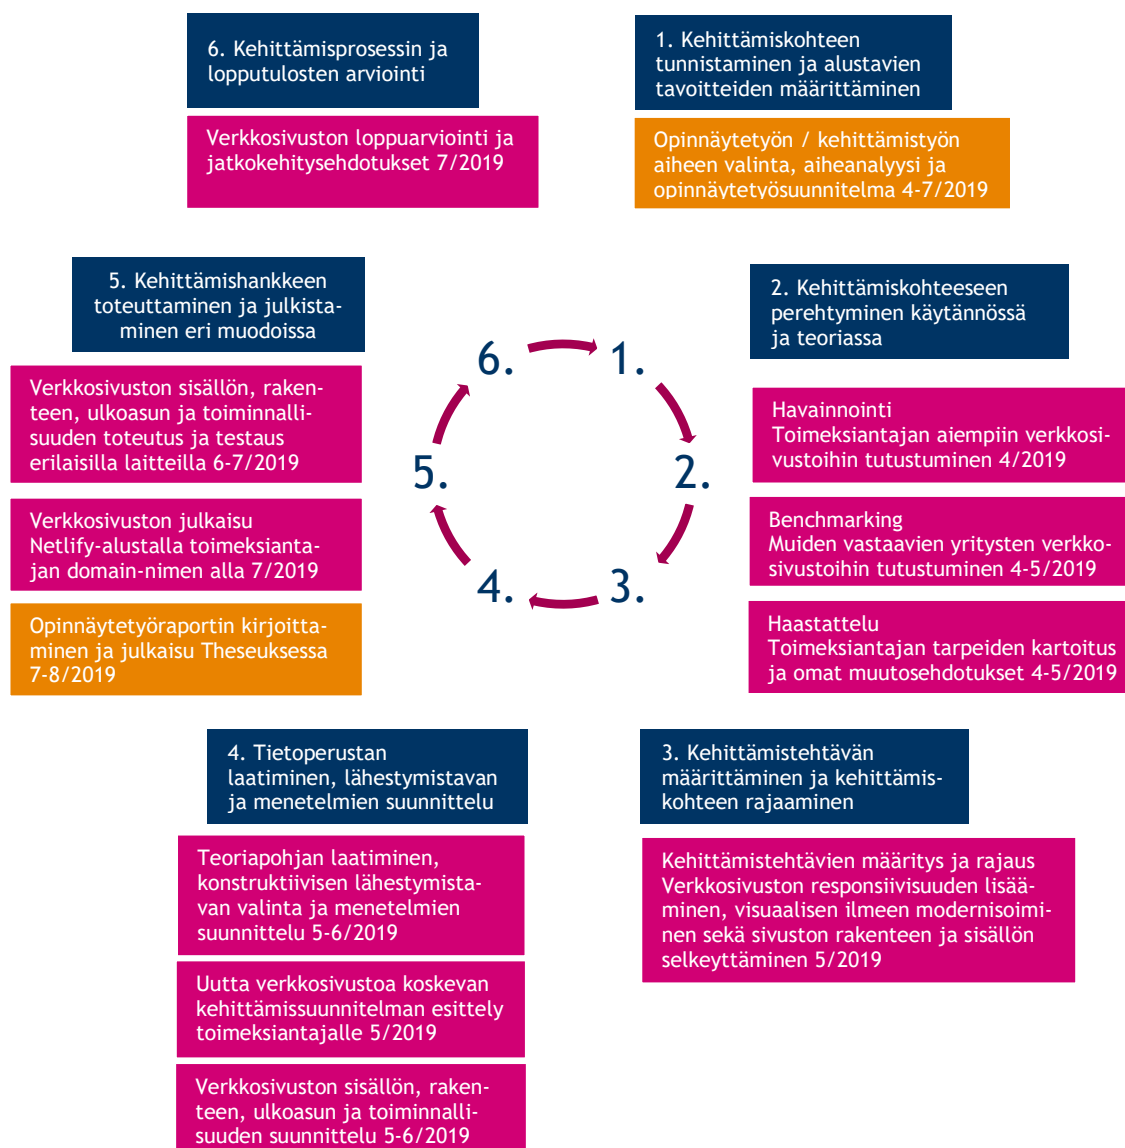 6. Kehittämisprosessin ja
lopputulosten arviointi
Verkkosivuston loppuarviointi ja
jatkokehitysehdotukset 7/2019
1. Kehittämiskohteen
tunnistaminen ja alustavien
tavoitteiden määrittäminen
Opinnäytetyön / kehittämistyön
aiheen valinta, aiheanalyysi ja
opinnäytetyösuunnitelma 4-7/2019
5. Kehittämishankkeen
toteuttaminen ja julkista-
minen eri muodoissa
Verkkosivuston sisällön, raken-
teen, ulkoasun ja toiminnalli-
suuden toteutus ja testaus
erilaisilla laitteilla 6-7/2019
Verkkosivuston julkaisu
Netlify-alustalla toimeksianta-
jan domain-nimen alla 7/2019
Opinnäytetyöraportin kirjoitta-
minen ja julkaisu Theseuksessa
7-8/2019
6.
1.
5.
2.
4.
3.
2. Kehittämiskohteeseen
perehtyminen käytännössä
ja teoriassa
Havainnointi
Toimeksiantajan aiempiin verkkosi-
vustoihin tutustuminen 4/2019
Benchmarking
Muiden vastaavien yritysten verkko-
sivustoihin tutustuminen 4-5/2019
Haastattelu
Toimeksiantajan tarpeiden kartoitus
ja omat muutosehdotukset 4-5/2019
4. Tietoperustan
laatiminen, lähestymistavan
ja menetelmien suunnittelu
Teoriapohjan laatiminen,
konstruktiivisen lähestymista-
van valinta ja menetelmien
suunnittelu 5-6/2019
Uutta verkkosivustoa koskevan
kehittämissuunnitelman esittely
toimeksiantajalle 5/2019
Verkkosivuston sisällön, raken-
teen, ulkoasun ja toiminnalli-
suuden suunnittelu 5-6/2019
3. Kehittämistehtävän
määrittäminen ja kehittämis-
kohteen rajaaminen
Kehittämistehtävien määritys ja rajaus
Verkkosivuston responsiivisuuden lisää-
minen, visuaalisen ilmeen modernisoimi-
nen sekä sivuston rakenteen ja sisällön
selkeyttäminen 5/2019